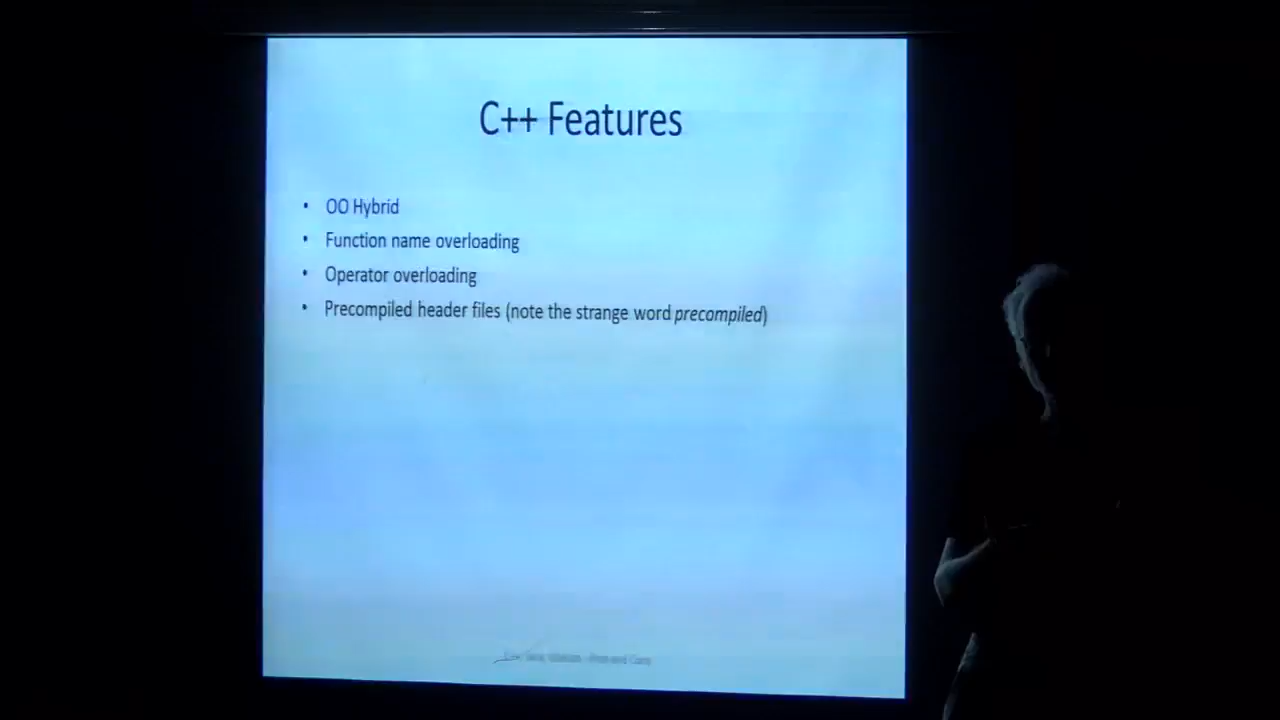 C++ Features
• OO Hybrid
• Function name overloading
• Operator overloading
• Precompiled header files (note the strange word precompiled)